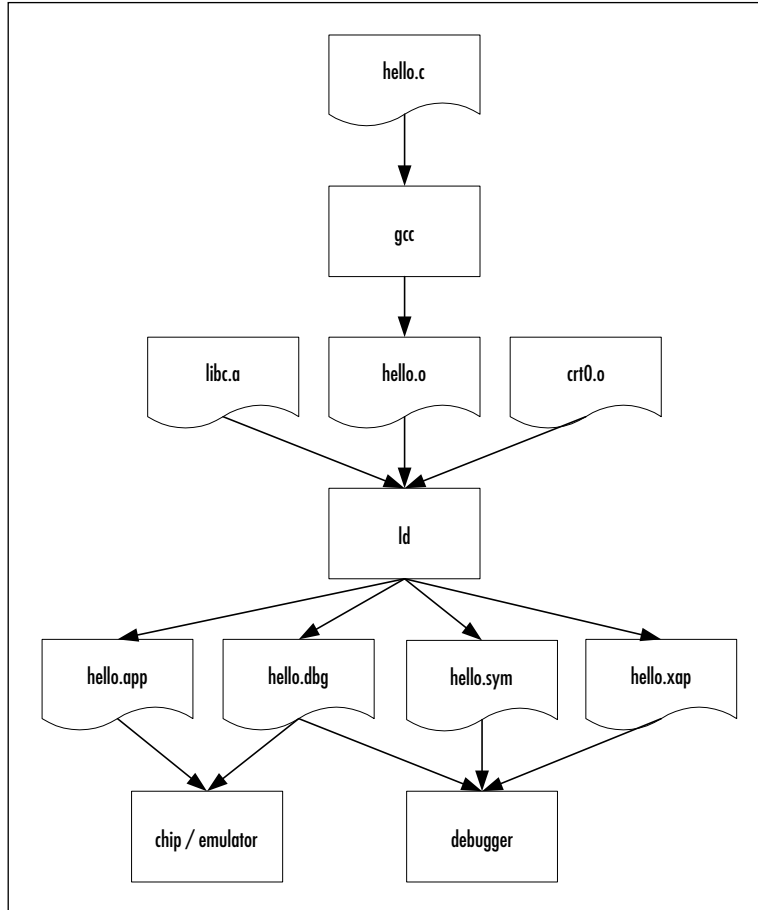 hello.c
gcc
libc.a
hello.o
crt0.o
ld
hello.app
hello.dbg
hello.sym
hello.xap
chip / emulator
debugger